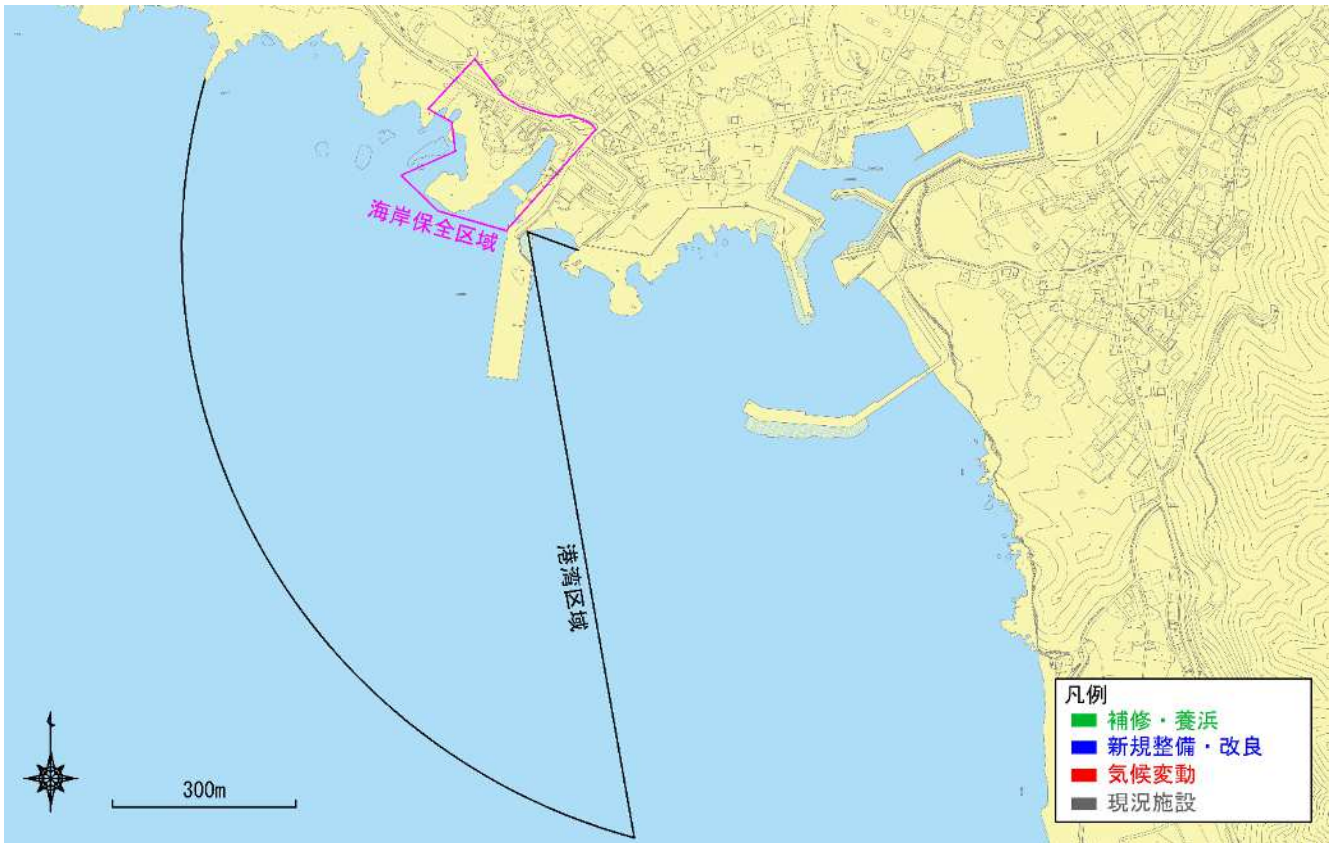 海岸保全区域
港湾区域
300m
凡例
補修・養浜
新規整備・改良
気候変動
現況施設